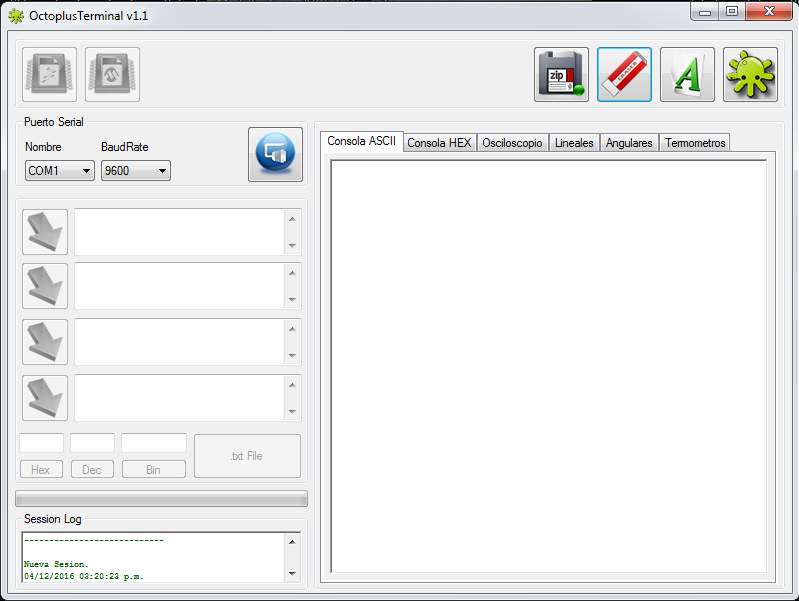 OctoplusTerminal v1.1
zip
ERASER
A
Puerto Serial
Nombre
BaudRate
COM1
9600
Consola ASCII
Consola HEX
Osciloscopio
Lineales
Angulares
Termometros
Hex
Dec
Bin
.txt File
Session Log
----------------------------
Nueva Sesion.
04/12/2016 03:20:23 p.m.